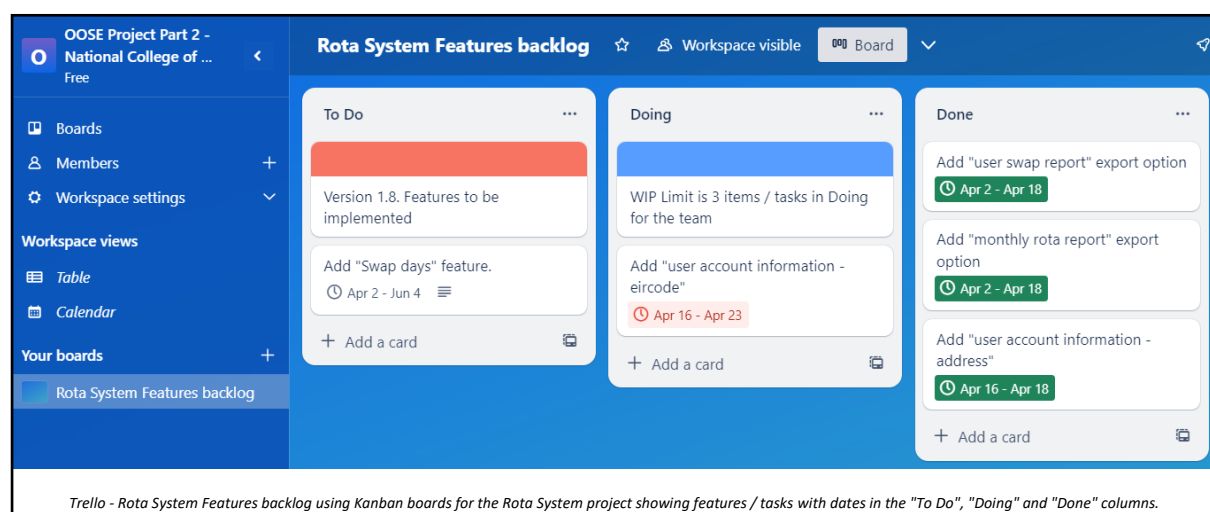 OOSE Project Part 2 -
National College of ...
Free
O
Boards
Members
Workspace settings
Workspace views
Table
Calendar
Your boards
Rota System Features backlog
Rota System Features backlog
Workspace visible
Board
To Do
Version 1.8. Features to be
implemented
Add "Swap days" feature.
Apr 2 - Jun 4
+ Add a card
Doing
WIP Limit is 3 items / tasks in Doing
for the team
Add "user account information -
eircode"
Apr 16 - Apr 23
+ Add a card
Done
Add "user swap report" export option
Apr 2 - Apr 18
Add "monthly rota report" export
option
Apr 2 - Apr 18
Add "user account information -
address"
Apr 16 - Apr 18
+ Add a card
Trello - Rota System Features backlog using Kanban boards for the Rota System project showing features / tasks with dates in the "To Do", "Doing" and "Done" columns.